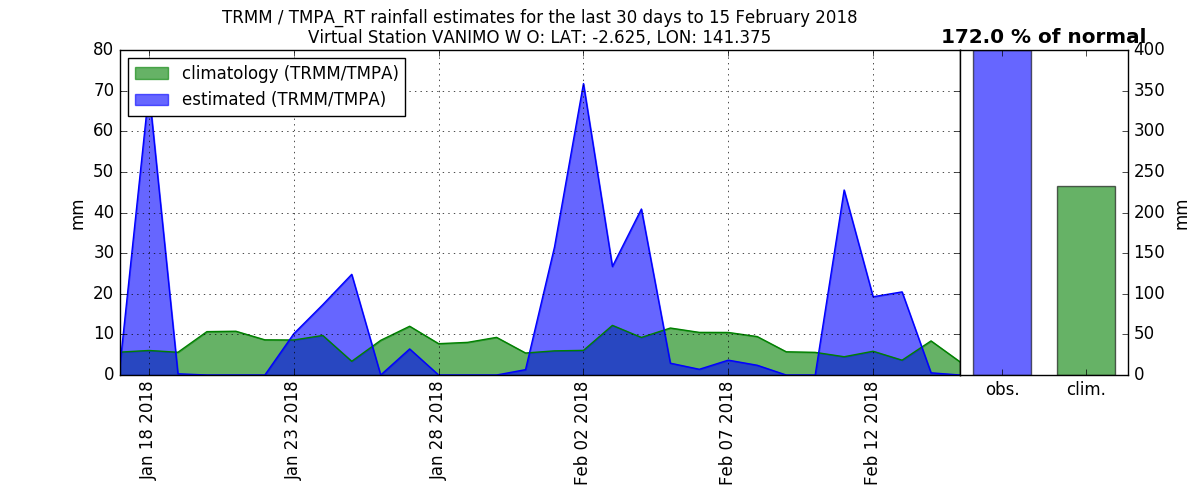 TRMM / TMPA_RT rainfall estimates for the last 30 days to 15 February 2018
Virtual Station VANIMO W O: LAT: -2.625, LON: 141.375
172.0 % of normal
climatology (TRMM/TMPA)
estimated (TRMM/TMPA)
80
70
60
50
40
30
20
10
0
mm
Jan 18 2018
Jan 23 2018
Jan 28 2018
Feb 02 2018
Feb 07 2018
Feb 12 2018
400
350
300
250
200
150
100
50
0
mm
obs.
clim.